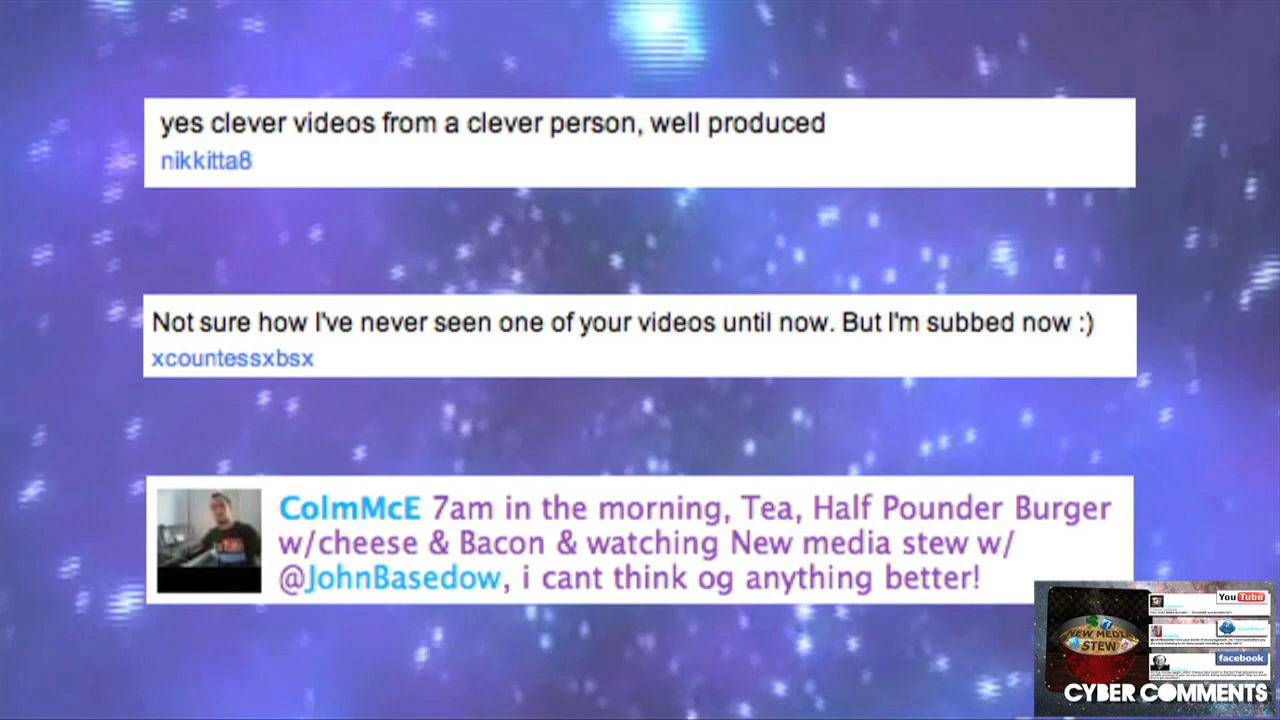 yes clever videos from a clever person, well produced
nikkitta8
Not sure how I've never seen one of your videos until now. But I'm subbed now :)
xcountessxbsx
ColmMcE 7am in the morning, Tea, Half Pounder Burger
w/cheese & Bacon & watching New media stew w/
@JohnBasedow, i cant think og anything better!
YouTube
NEW MEDIA
STEW
facebook
CYBER COMMENTS